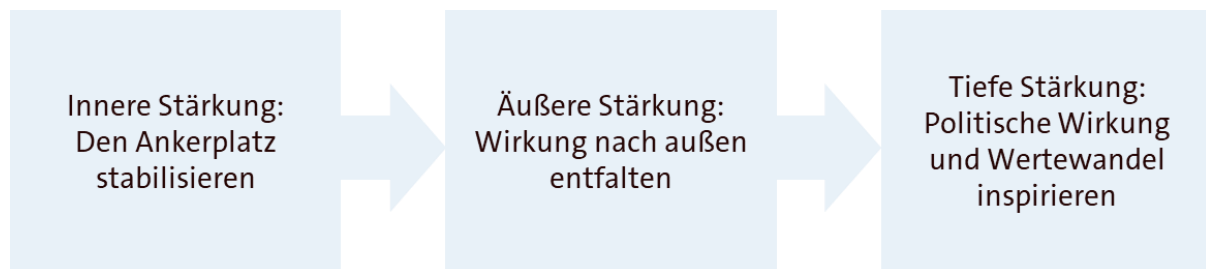 Innere Stärkung:
Den Ankerplatz
stabilisieren
Äußere Stärkung:
Wirkung nach außen
entfalten
Tiefe Stärkung:
Politische Wirkung
und Wertewandel
inspirieren